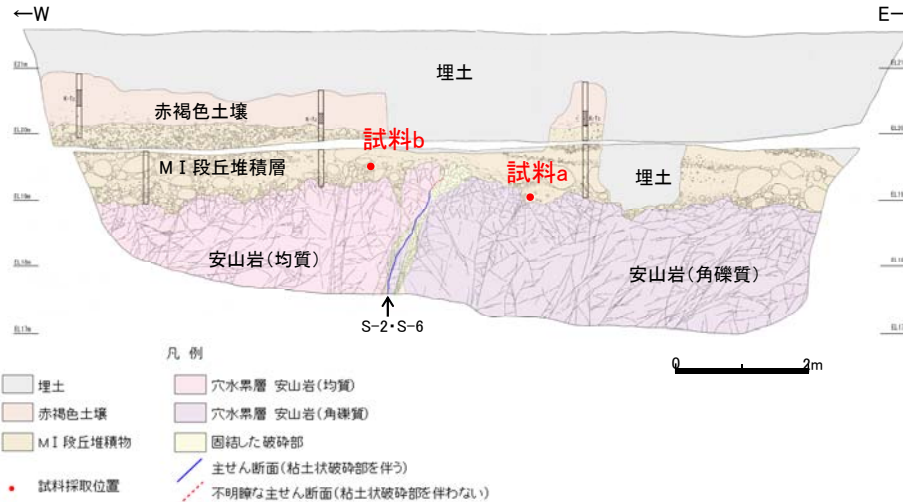 ←W
E─
埋土
EL21m
赤褐色土壌
EL20m
試料b
MⅠ段丘堆積層
試料a
埋土
安山岩(均質)
安山岩(角礫質)
EL17m
S-2・S-6
凡 例
0 2m
埋土
穴水累層 安山岩(均質)
赤褐色土壌
穴水累層 安山岩(角礫質)
MⅠ段丘堆積物
固結した破砕部
主せん断面(粘土状破砕部を伴う)
試料採取位置
不明瞭な主せん断面(粘土状破砕部を伴わない)